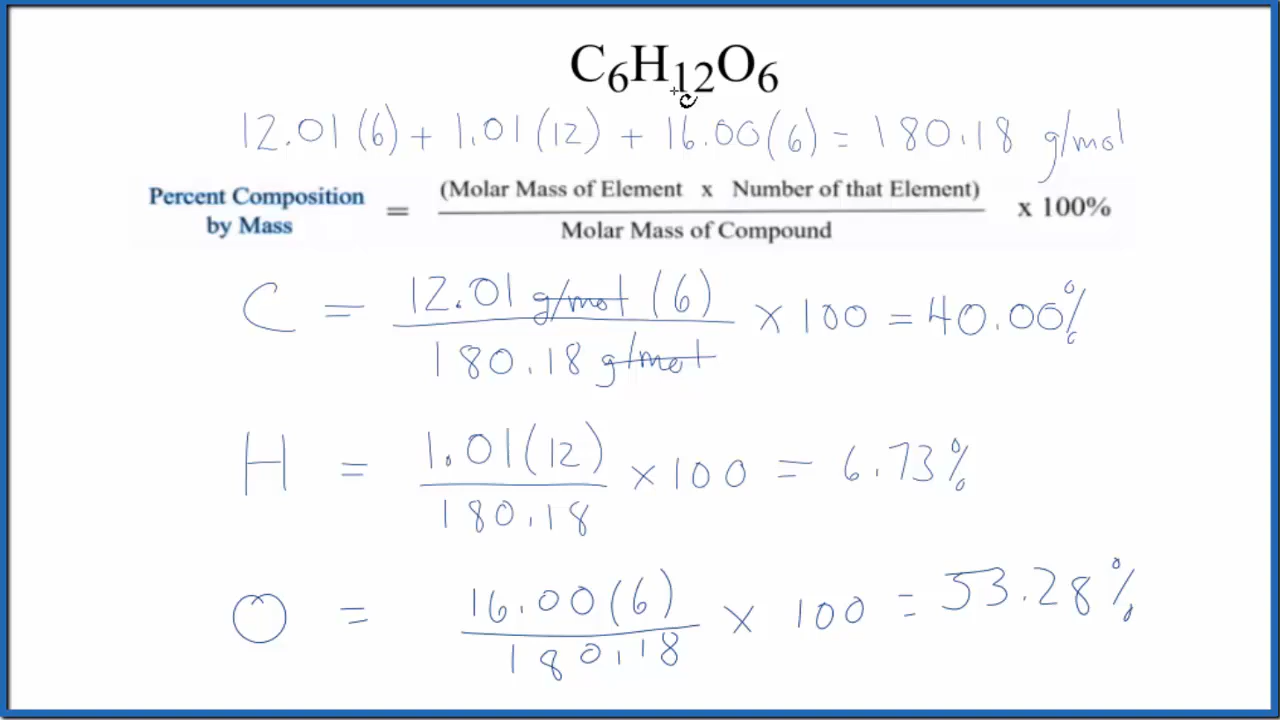 C₆H₁₂O₆
12.01(6) + 1.01(12) + 16.00(6) = 180.18 g/mol
Percent Composition by Mass = (Molar Mass of Element x Number of that Element) / Molar Mass of Compound x 100%
C = 12.01 g/mol (6) / 180.18 g/mol x 100 = 40.00%
H = 1.01(12) / 180.18 x 100 = 6.73%
O = 16.00(6) / 180.18 x 100 = 53.28%